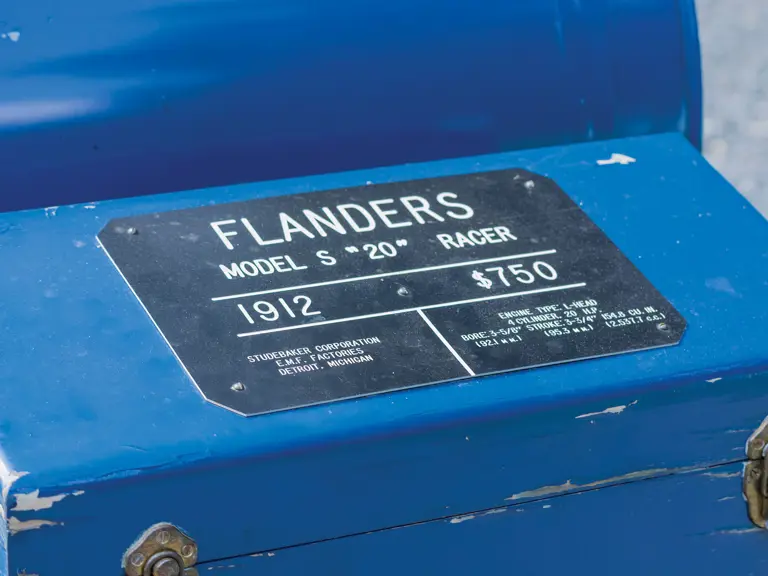 FLANDERS
MODEL S "20" RACER
1912 $750
STUDEBAKER CORPORATION
E.M.F. FACTORIES
DETROIT, MICHIGAN
ENGINE TYPE: L-HEAD
4 CYLINDER, 20 H.P.
BORE:3-5/8" STROKE:3-3/4" 154.8 CU. IN.
(92.1 M.M.) (95.3 M.M.) (2,537.7 c.c.)